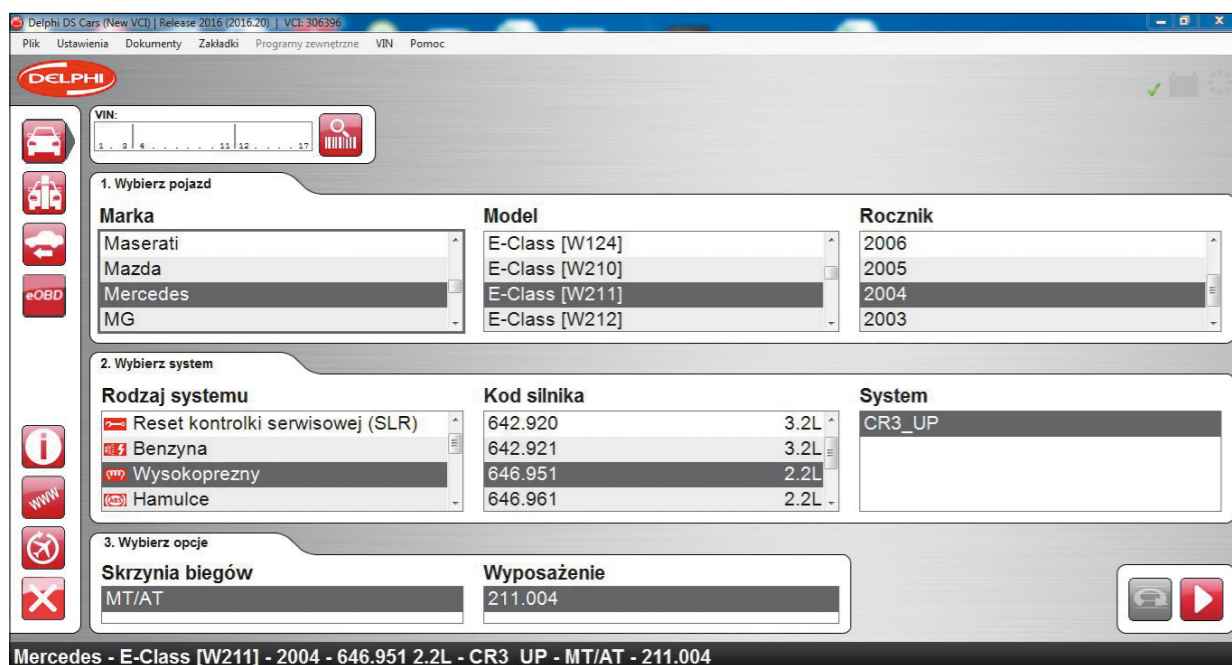 Delphi DS Cars (New VCI) | Release 2016 (2016.20) | VCI: 306396
Plik Ustawienia Dokumenty Zakładki Programy zewnętrzne VIN Pomoc
DELPHI
VIN:
1 . 3 4 . . . . . . 11 12 . . . . 17
1. Wybierz pojazd
Marka Model Rocznik
Maserati E-Class [W124] 2006
Mazda E-Class [W210] 2005
Mercedes E-Class [W211] 2004
MG E-Class [W212] 2003
eOBD
2. Wybierz system
Rodzaj systemu Kod silnika System
Reset kontrolki serwisowej (SLR) 642.920 3.2L CR3_UP
Benzyna 642.921 3.2L
Wysokoprezny 646.951 2.2L
(ABS) Hamulce 646.961 2.2L
www
3. Wybierz opcje
Skrzynia biegów Wyposażenie
MT/AT 211.004
Mercedes - E-Class [W211] - 2004 - 646.951 2.2L - CR3_UP - MT/AT - 211.004